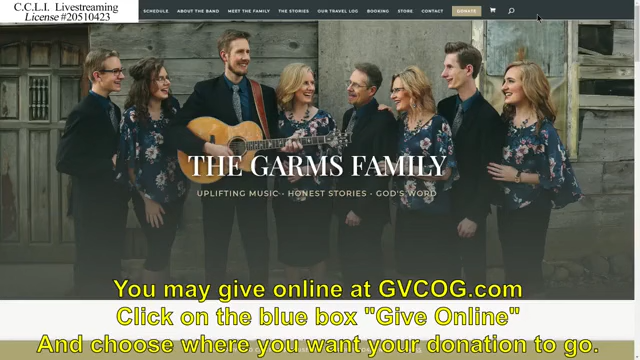 C.C.L.I. Livestreaming
License #20510423
SCHEDULE ABOUT THE BAND MEET THE FAMILY THE STORIES OUR TRAVEL LOG BOOKING STORE CONTACT DONATE
THE GARMS FAMILY
UPLIFTING MUSIC - HONEST STORIES - GOD'S WORD
You may give online at GVCOG.com
Click on the blue box "Give Online"
And choose where you want your donation to go.